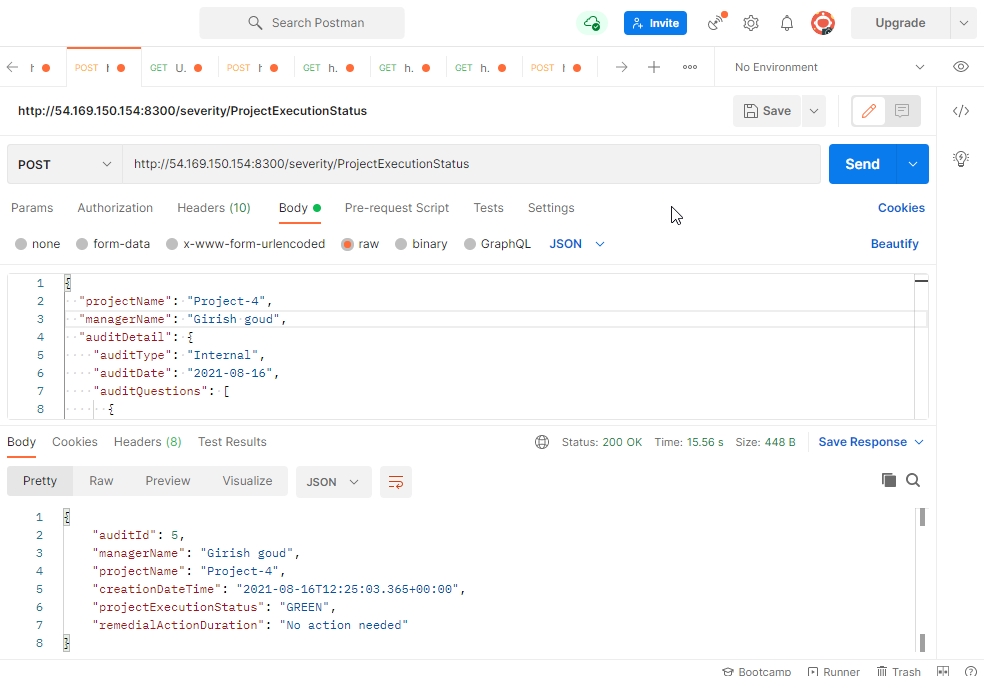 Search Postman
Invite
Upgrade
POST
GET U.
POST
GET h.
GET h.
GET h.
POST
No Environment
http://54.169.150.154:8300/severity/ProjectExecutionStatus
Save
POST
http://54.169.150.154:8300/severity/ProjectExecutionStatus
Send
Params Authorization Headers (10) Body Pre-request Script Tests Settings Cookies
none form-data x-www-form-urlencoded raw binary GraphQL JSON Beautify
1 {
2 "projectName": "Project-4",
3 "managerName": "Girish goud",
4 "auditDetail": {
5 "auditType": "Internal",
6 "auditDate": "2021-08-16",
7 "auditQuestions": [
8 {
Body Cookies Headers (8) Test Results Status: 200 OK Time: 15.56 s Size: 448 B Save Response
Pretty Raw Preview Visualize JSON
1 {
2 "auditId": 5,
3 "managerName": "Girish goud",
4 "projectName": "Project-4",
5 "creationDateTime": "2021-08-16T12:25:03.365+00:00",
6 "projectExecutionStatus": "GREEN",
7 "remedialActionDuration": "No action needed"
8 }
Bootcamp Runner Trash